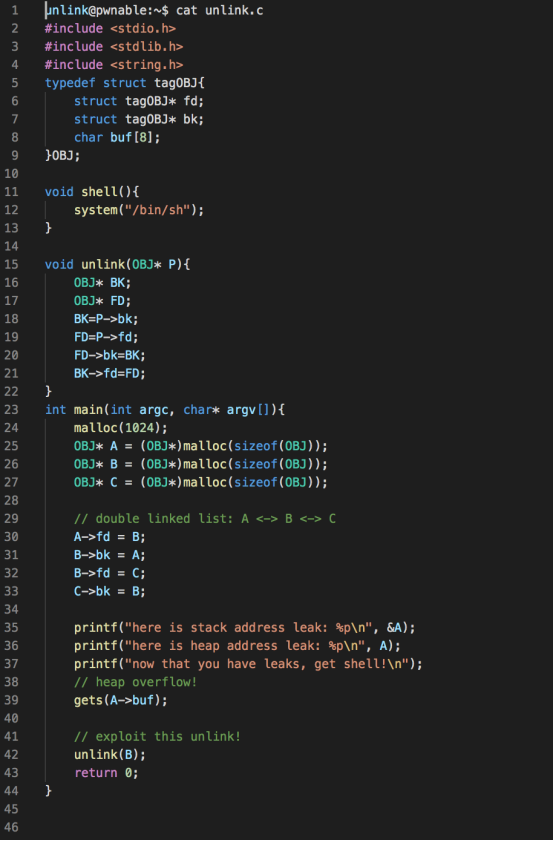 1 unlink@pwnable:~$ cat unlink.c
2 #include <stdio.h>
3 #include <stdlib.h>
4 #include <string.h>
5 typedef struct tagOBJ{
6     struct tagOBJ* fd;
7     struct tagOBJ* bk;
8     char buf[8];
9 }OBJ;
10
11 void shell(){
12     system("/bin/sh");
13 }
14
15 void unlink(OBJ* P){
16     OBJ* BK;
17     OBJ* FD;
18     BK=P->bk;
19     FD=P->fd;
20     FD->bk=BK;
21     BK->fd=FD;
22 }
23 int main(int argc, char* argv[]){
24     malloc(1024);
25     OBJ* A = (OBJ*)malloc(sizeof(OBJ));
26     OBJ* B = (OBJ*)malloc(sizeof(OBJ));
27     OBJ* C = (OBJ*)malloc(sizeof(OBJ));
28
29     // double linked list: A <-> B <-> C
30     A->fd = B;
31     B->bk = A;
32     B->fd = C;
33     C->bk = B;
34
35     printf("here is stack address leak: %p\n", &A);
36     printf("here is heap address leak: %p\n", A);
37     printf("now that you have leaks, get shell!\n");
38     // heap overflow!
39     gets(A->buf);
40
41     // exploit this unlink!
42     unlink(B);
43     return 0;
44 }
45
46